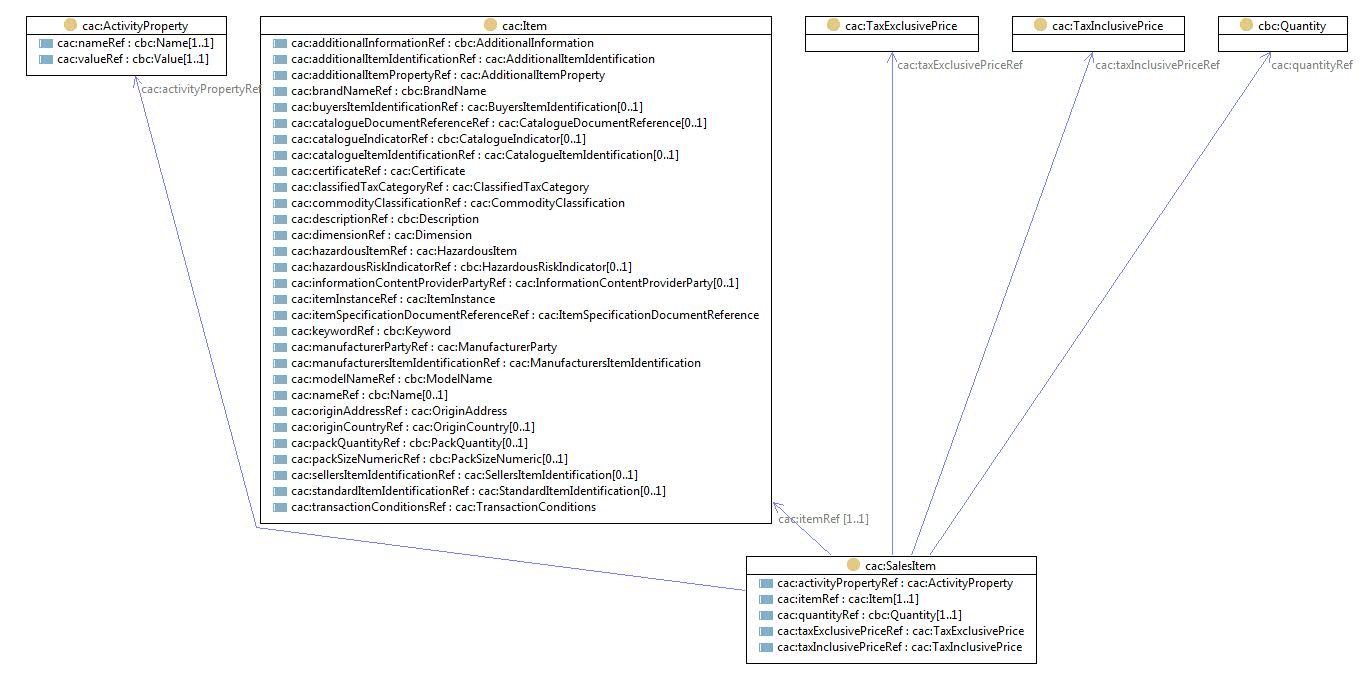 cac:ActivityProperty
cac:nameRef : cbc:Name[1..1]
cac:valueRef : cbc:Value[1..1]
cac:activityPropertyRef
cac:Item
cac:additionalInformationRef : cbc:AdditionalInformation
cac:additionalItemIdentificationRef : cac:AdditionalItemIdentification
cac:additionalItemPropertyRef : cac:AdditionalItemProperty
cac:brandNameRef : cbc:BrandName
cac:buyersItemIdentificationRef : cac:BuyersItemIdentification[0..1]
cac:catalogueDocumentReferenceRef : cac:CatalogueDocumentReference[0..1]
cac:catalogueIndicatorRef : cbc:CatalogueIndicator[0..1]
cac:catalogueItemIdentificationRef : cac:CatalogueItemIdentification[0..1]
cac:certificateRef : cac:Certificate
cac:classifiedTaxCategoryRef : cac:ClassifiedTaxCategory
cac:commodityClassificationRef : cac:CommodityClassification
cac:descriptionRef : cbc:Description
cac:dimensionRef : cac:Dimension
cac:hazardousItemRef : cac:HazardousItem
cac:hazardousRiskIndicatorRef : cbc:HazardousRiskIndicator[0..1]
cac:informationContentProviderPartyRef : cac:InformationContentProviderParty[0..1]
cac:itemInstanceRef : cac:ItemInstance
cac:itemSpecificationDocumentReferenceRef : cac:ItemSpecificationDocumentReference
cac:keywordRef : cbc:Keyword
cac:manufacturerPartyRef : cac:ManufacturerParty
cac:manufacturersItemIdentificationRef : cac:ManufacturersItemIdentification
cac:modelNameRef : cbc:ModelName
cac:nameRef : cbc:Name[0..1]
cac:originAddressRef : cac:OriginAddress
cac:originCountryRef : cac:OriginCountry[0..1]
cac:packQuantityRef : cbc:PackQuantity[0..1]
cac:packSizeNumericRef : cbc:PackSizeNumeric[0..1]
cac:sellersItemIdentificationRef : cac:SellersItemIdentification[0..1]
cac:standardItemIdentificationRef : cac:StandardItemIdentification[0..1]
cac:transactionConditionsRef : cac:TransactionConditions
cac:TaxExclusivePrice
cac:taxExclusivePriceRef
cac:TaxInclusivePrice
cac:taxInclusivePriceRef
cbc:Quantity
cac:quantityRef
cac:itemRef [1..1]
cac:SalesItem
cac:activityPropertyRef : cac:ActivityProperty
cac:itemRef : cac:Item[1..1]
cac:quantityRef : cbc:Quantity[1..1]
cac:taxExclusivePriceRef : cac:TaxExclusivePrice
cac:taxInclusivePriceRef : cac:TaxInclusivePrice